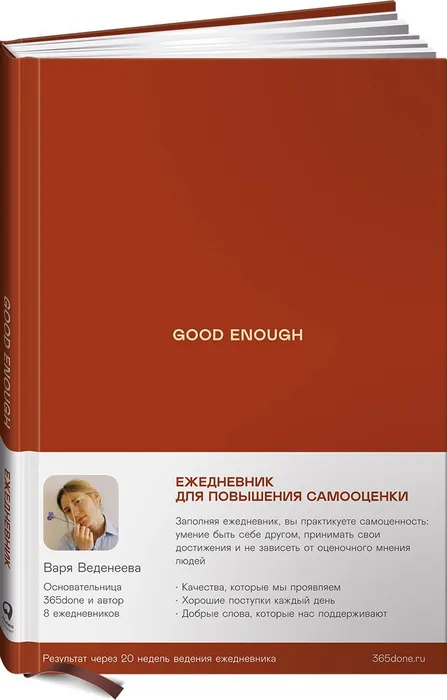 GOOD ENOUGH
GOOD ENOUGH
ЕЖЕДНЕВНИК
ЕЖЕДНЕВНИК
ДЛЯ ПОВЫШЕНИЯ САМООЦЕНКИ
Заполняя ежедневник, вы практикуете самоценность:
умение быть себе другом, принимать свои
достижения и не зависеть от оценочного мнения
людей
Варя Веденеева
Основательница
365done и автор
8 ежедневников
· Качества, которые мы проявляем
· Хорошие поступки каждый день
· Добрые слова, которые нас поддерживают
Результат через 20 недель ведения ежедневника
365done.ru